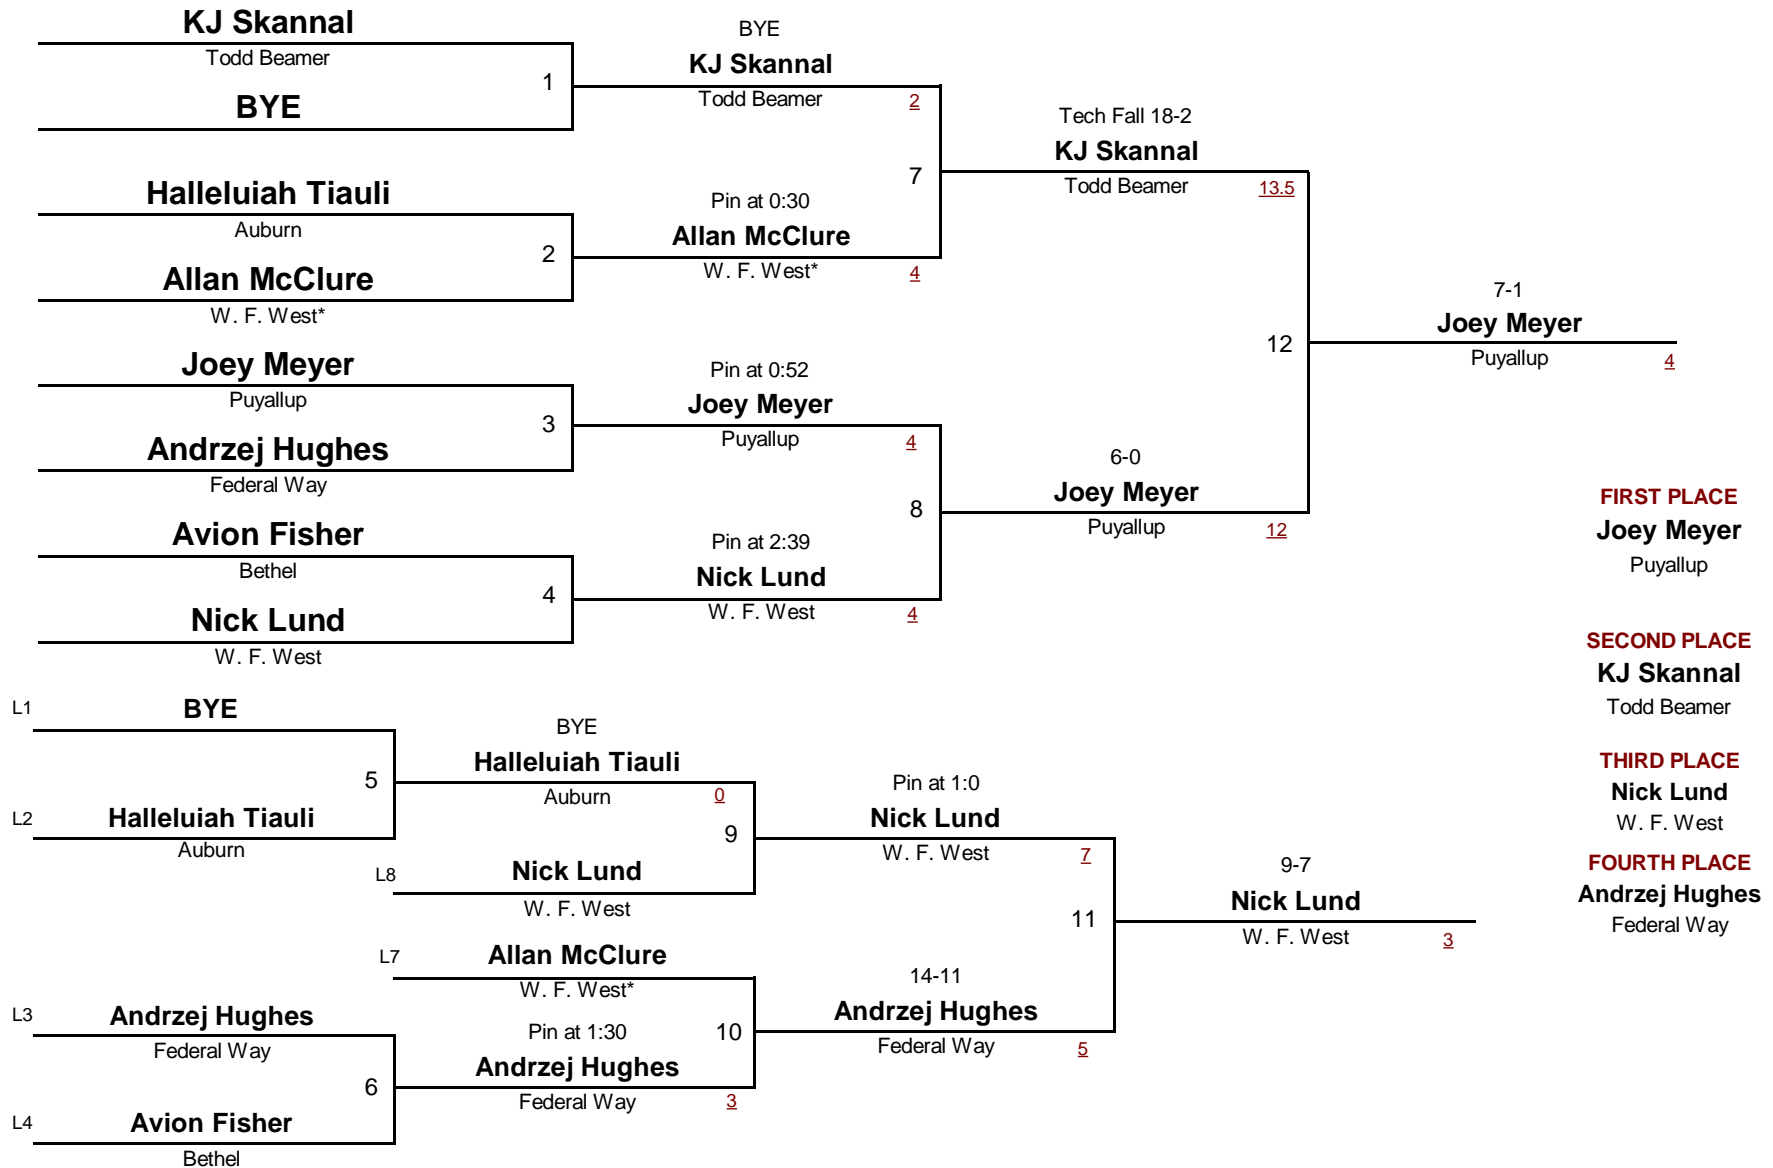 KJ Skannal
Todd Beamer
1
BYE
BYE
KJ Skannal
Todd Beamer
2
Halleluiah Tiauli
Auburn
2
Allan McClure
W. F. West*
Pin at 0:30
Allan McClure
W. F. West*
4
7
Tech Fall 18-2
KJ Skannal
Todd Beamer
13.5
Joey Meyer
Puyallup
3
Andrzej Hughes
Federal Way
Pin at 0:52
Joey Meyer
Puyallup
4
Avion Fisher
Bethel
4
Nick Lund
W. F. West
Pin at 2:39
Nick Lund
W. F. West
4
8
6-0
Joey Meyer
Puyallup
12
12
7-1
Joey Meyer
Puyallup
4
FIRST PLACE
Joey Meyer
Puyallup
SECOND PLACE
KJ Skannal
Todd Beamer
THIRD PLACE
Nick Lund
W. F. West
FOURTH PLACE
Andrzej Hughes
Federal Way
L1
BYE
5
L2
Halleluiah Tiauli
Auburn
BYE
Halleluiah Tiauli
Auburn
0
9
L8
Nick Lund
W. F. West
Pin at 1:0
Nick Lund
W. F. West
7
L7
Allan McClure
W. F. West*
L3
Andrzej Hughes
Federal Way
6
L4
Avion Fisher
Bethel
Pin at 1:30
Andrzej Hughes
Federal Way
3
10
14-11
Andrzej Hughes
Federal Way
5
11
9-7
Nick Lund
W. F. West
3